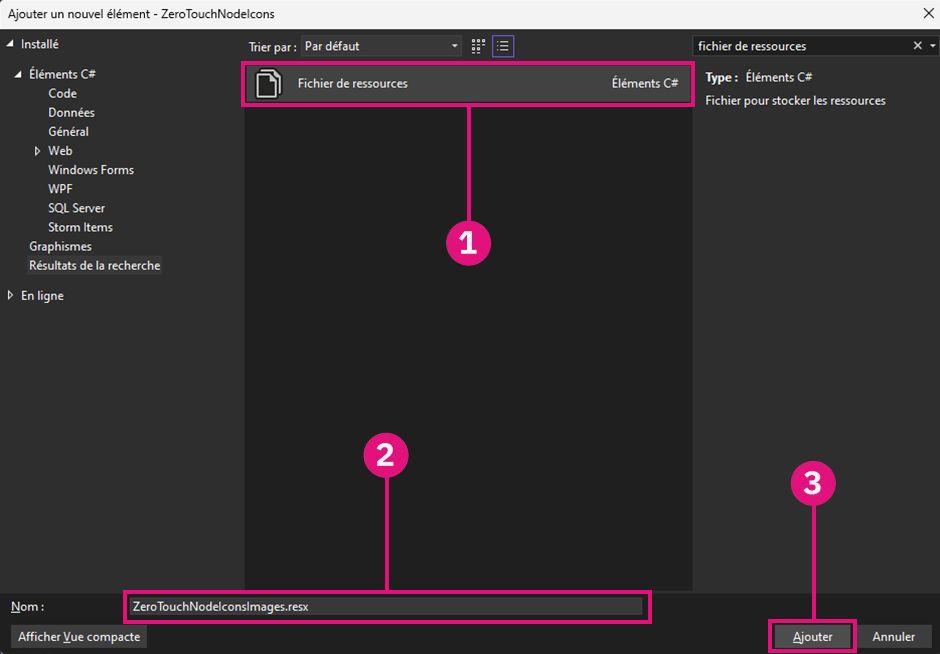 Ajouter un nouvel élément - ZeroTouchNodeIcons
Installé
Trier par : Par défaut
fichier de ressources
Éléments C#
Code
Données
Général
Web
Windows Forms
WPF
SQL Server
Storm Items
Graphismes
Résultats de la recherche
En ligne
Fichier de ressources Éléments C#
Type : Éléments C#
Fichier pour stocker les ressources
1
2
3
Nom : ZeroTouchNodeIconsImages.resx
Afficher Vue compacte
Ajouter Annuler